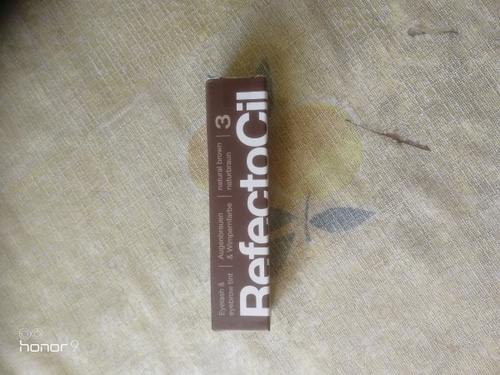 RefectoCil
Eyelash &
eyebrow tint
Augenbrauen
& Wimpernfarbe
natural brown
naturbraun
3
honor 9